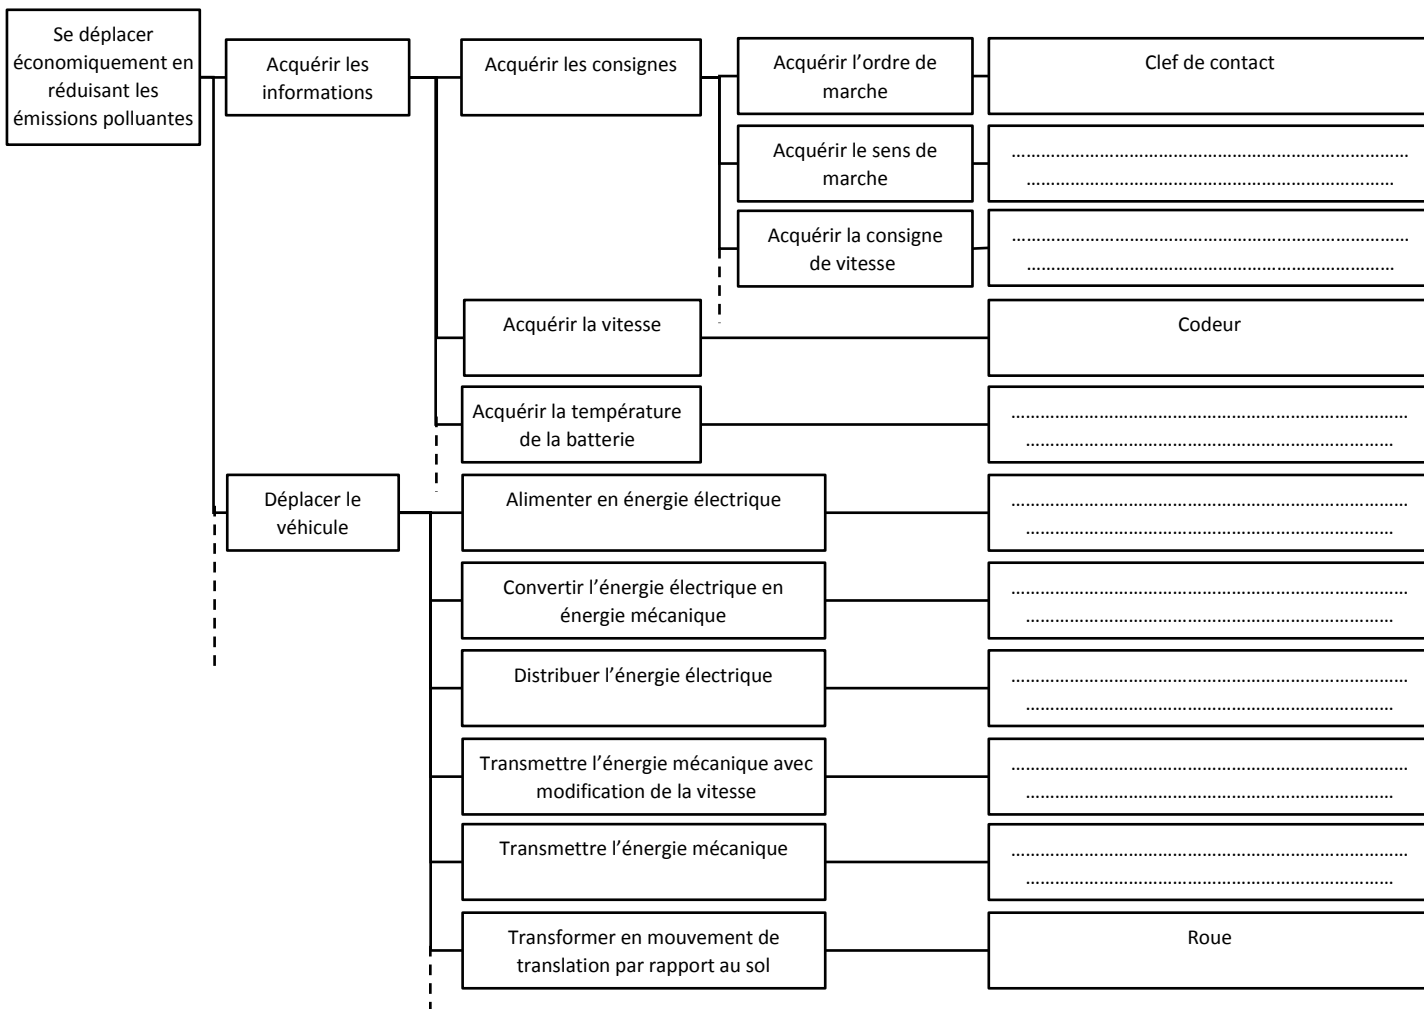 Se déplacer
économiquement en
réduisant les
émissions polluantes
Acquérir les
informations
Acquérir les consignes
Acquérir l’ordre de
marche
Clef de contact
Acquérir le sens de
marche
..........................................................................................
..........................................................................................
Acquérir la consigne
de vitesse
..........................................................................................
..........................................................................................
Acquérir la vitesse
Codeur
Acquérir la température
de la batterie
..........................................................................................
..........................................................................................
Déplacer le
véhicule
Alimenter en énergie électrique
..........................................................................................
..........................................................................................
Convertir l’énergie électrique en
énergie mécanique
..........................................................................................
..........................................................................................
Distribuer l’énergie électrique
..........................................................................................
..........................................................................................
Transmettre l’énergie mécanique avec
modification de la vitesse
..........................................................................................
..........................................................................................
Transmettre l’énergie mécanique
..........................................................................................
..........................................................................................
Transformer en mouvement de
translation par rapport au sol
Roue